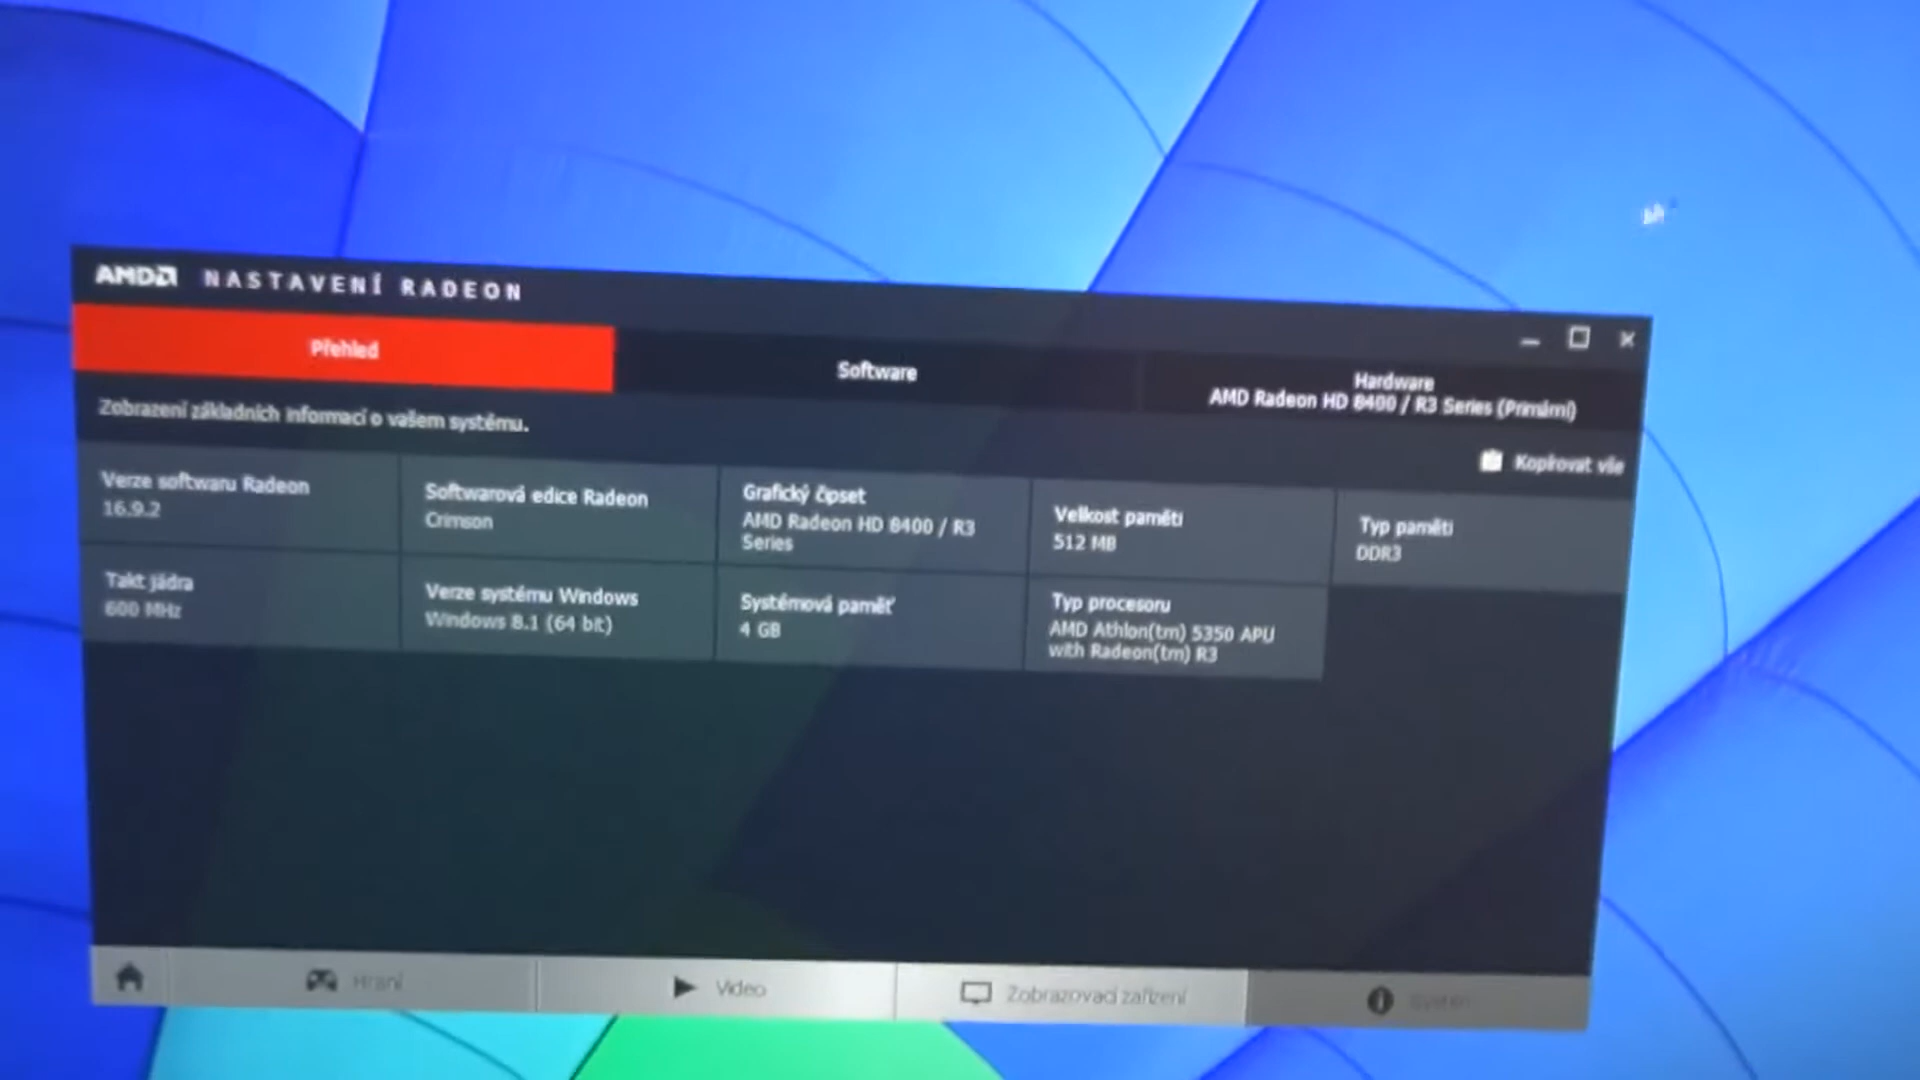 AMD NASTAVENÍ RADEON
Přehled
Software
Hardware
AMD Radeon HD 8400 / R3 Series (Primární)
Zobrazení základních informací o vašem systému.
Kopírovat vše
Verze softwaru Radeon
16.9.2
Softwarová edice Radeon
Crimson
Grafický čipset
AMD Radeon HD 8400 / R3
Series
Velikost paměti
512 MB
Typ paměti
DDR3
Takt jádra
600 MHz
Verze systému Windows
Windows 8.1 (64 bit)
Systémová paměť
4 GB
Typ procesoru
AMD Athlon(tm) 5350 APU
with Radeon(tm) R3
Hraní
Video
Zobrazovací zařízení
Systém